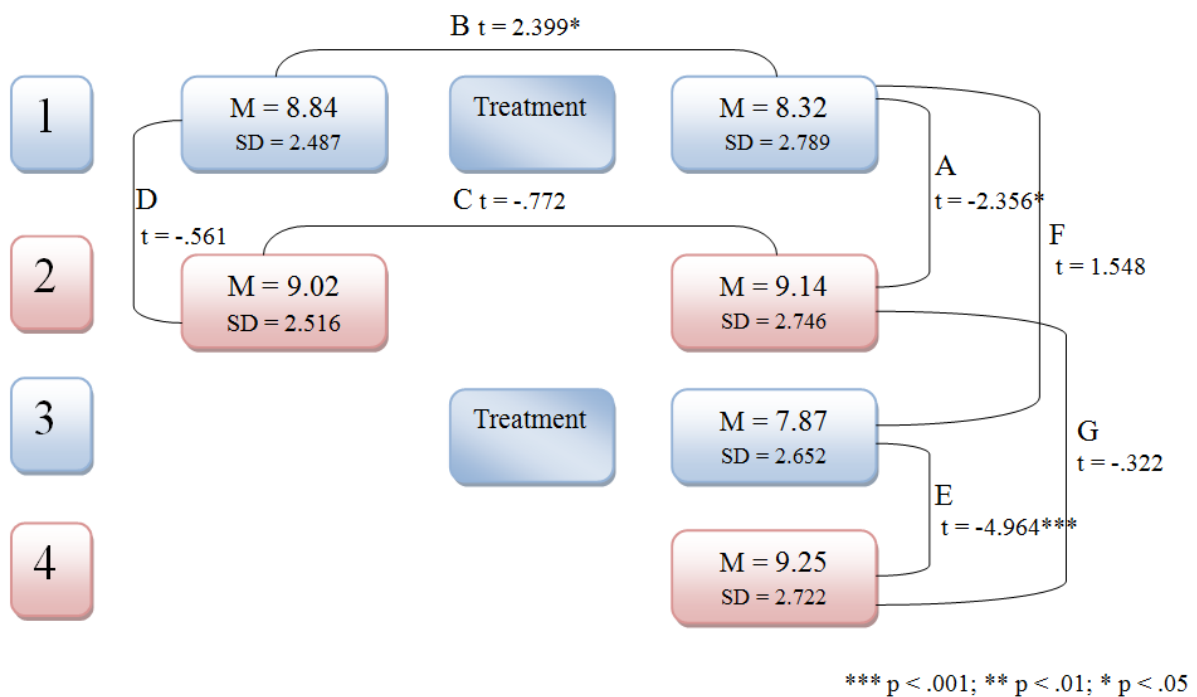 B t = 2.399*
1
M = 8.84
SD = 2.487
Treatment
M = 8.32
SD = 2.789
A
t = -2.356*
D
t = -.561
C t = -.772
F
t = 1.548
2
M = 9.02
SD = 2.516
M = 9.14
SD = 2.746
3
Treatment
M = 7.87
SD = 2.652
G
t = -.322
E
t = -4.964***
4
M = 9.25
SD = 2.722
*** p < .001; ** p < .01; * p < .05